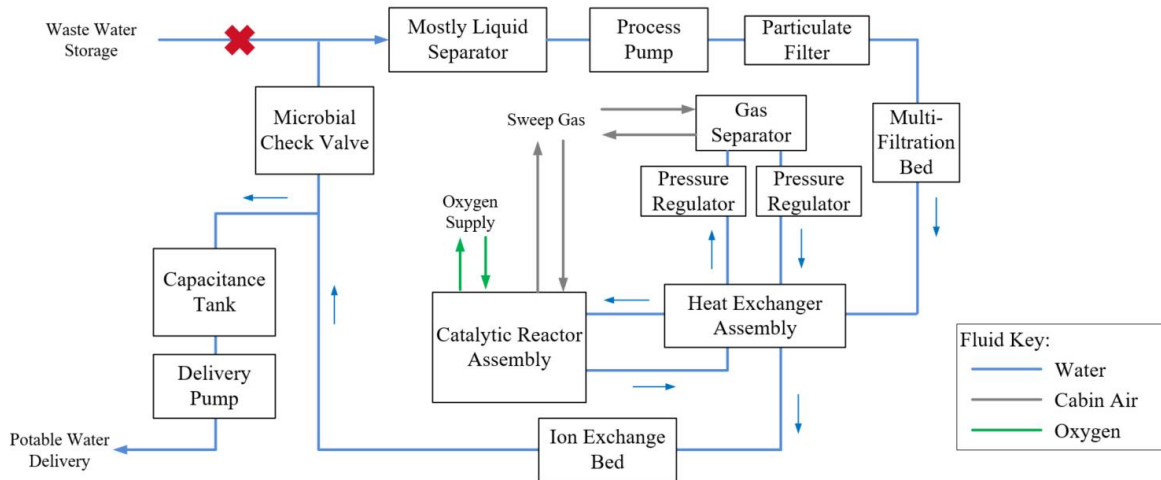 Waste Water
Storage
Mostly Liquid
Separator
Process
Pump
Particulate
Filter
Microbial
Check Valve
Sweep Gas
Gas
Separator
Multi-
Filtration
Bed
Pressure
Regulator
Pressure
Regulator
Oxygen
Supply
Capacitance
Tank
Catalytic Reactor
Assembly
Heat Exchanger
Assembly
Delivery
Pump
Potable Water
Delivery
Ion Exchange
Bed
Fluid Key:
Water
Cabin Air
Oxygen